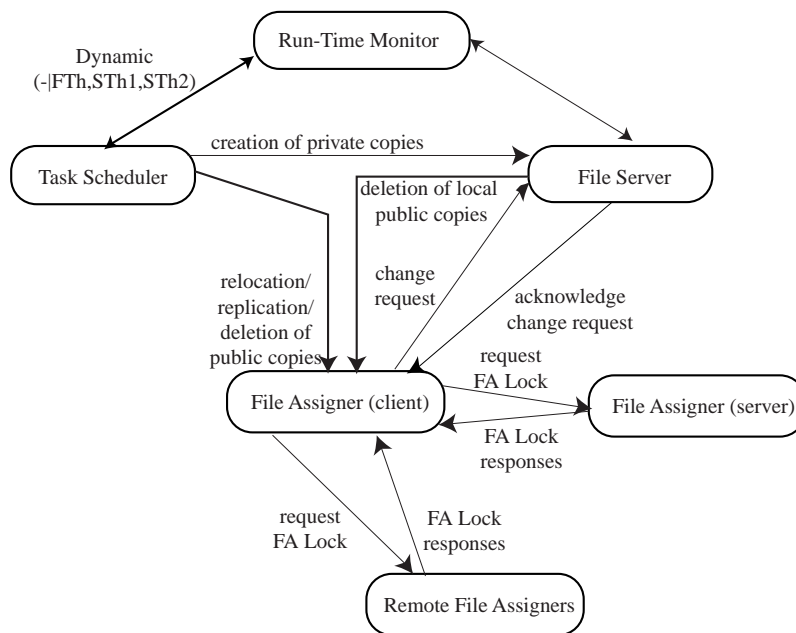 Dynamic
(-|FTh,STh1,STh2)
Run-Time Monitor
creation of private copies
Task Scheduler
File Server
deletion of local
public copies
change
request
relocation/
replication/
deletion of
public copies
acknowledge
change request
request
FA Lock
File Assigner (client)
File Assigner (server)
FA Lock
responses
request
FA Lock
FA Lock
responses
Remote File Assigners